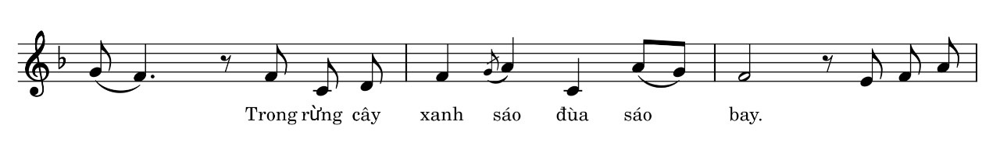 Trong rừng cây xanh sáo đùa sáo bay.